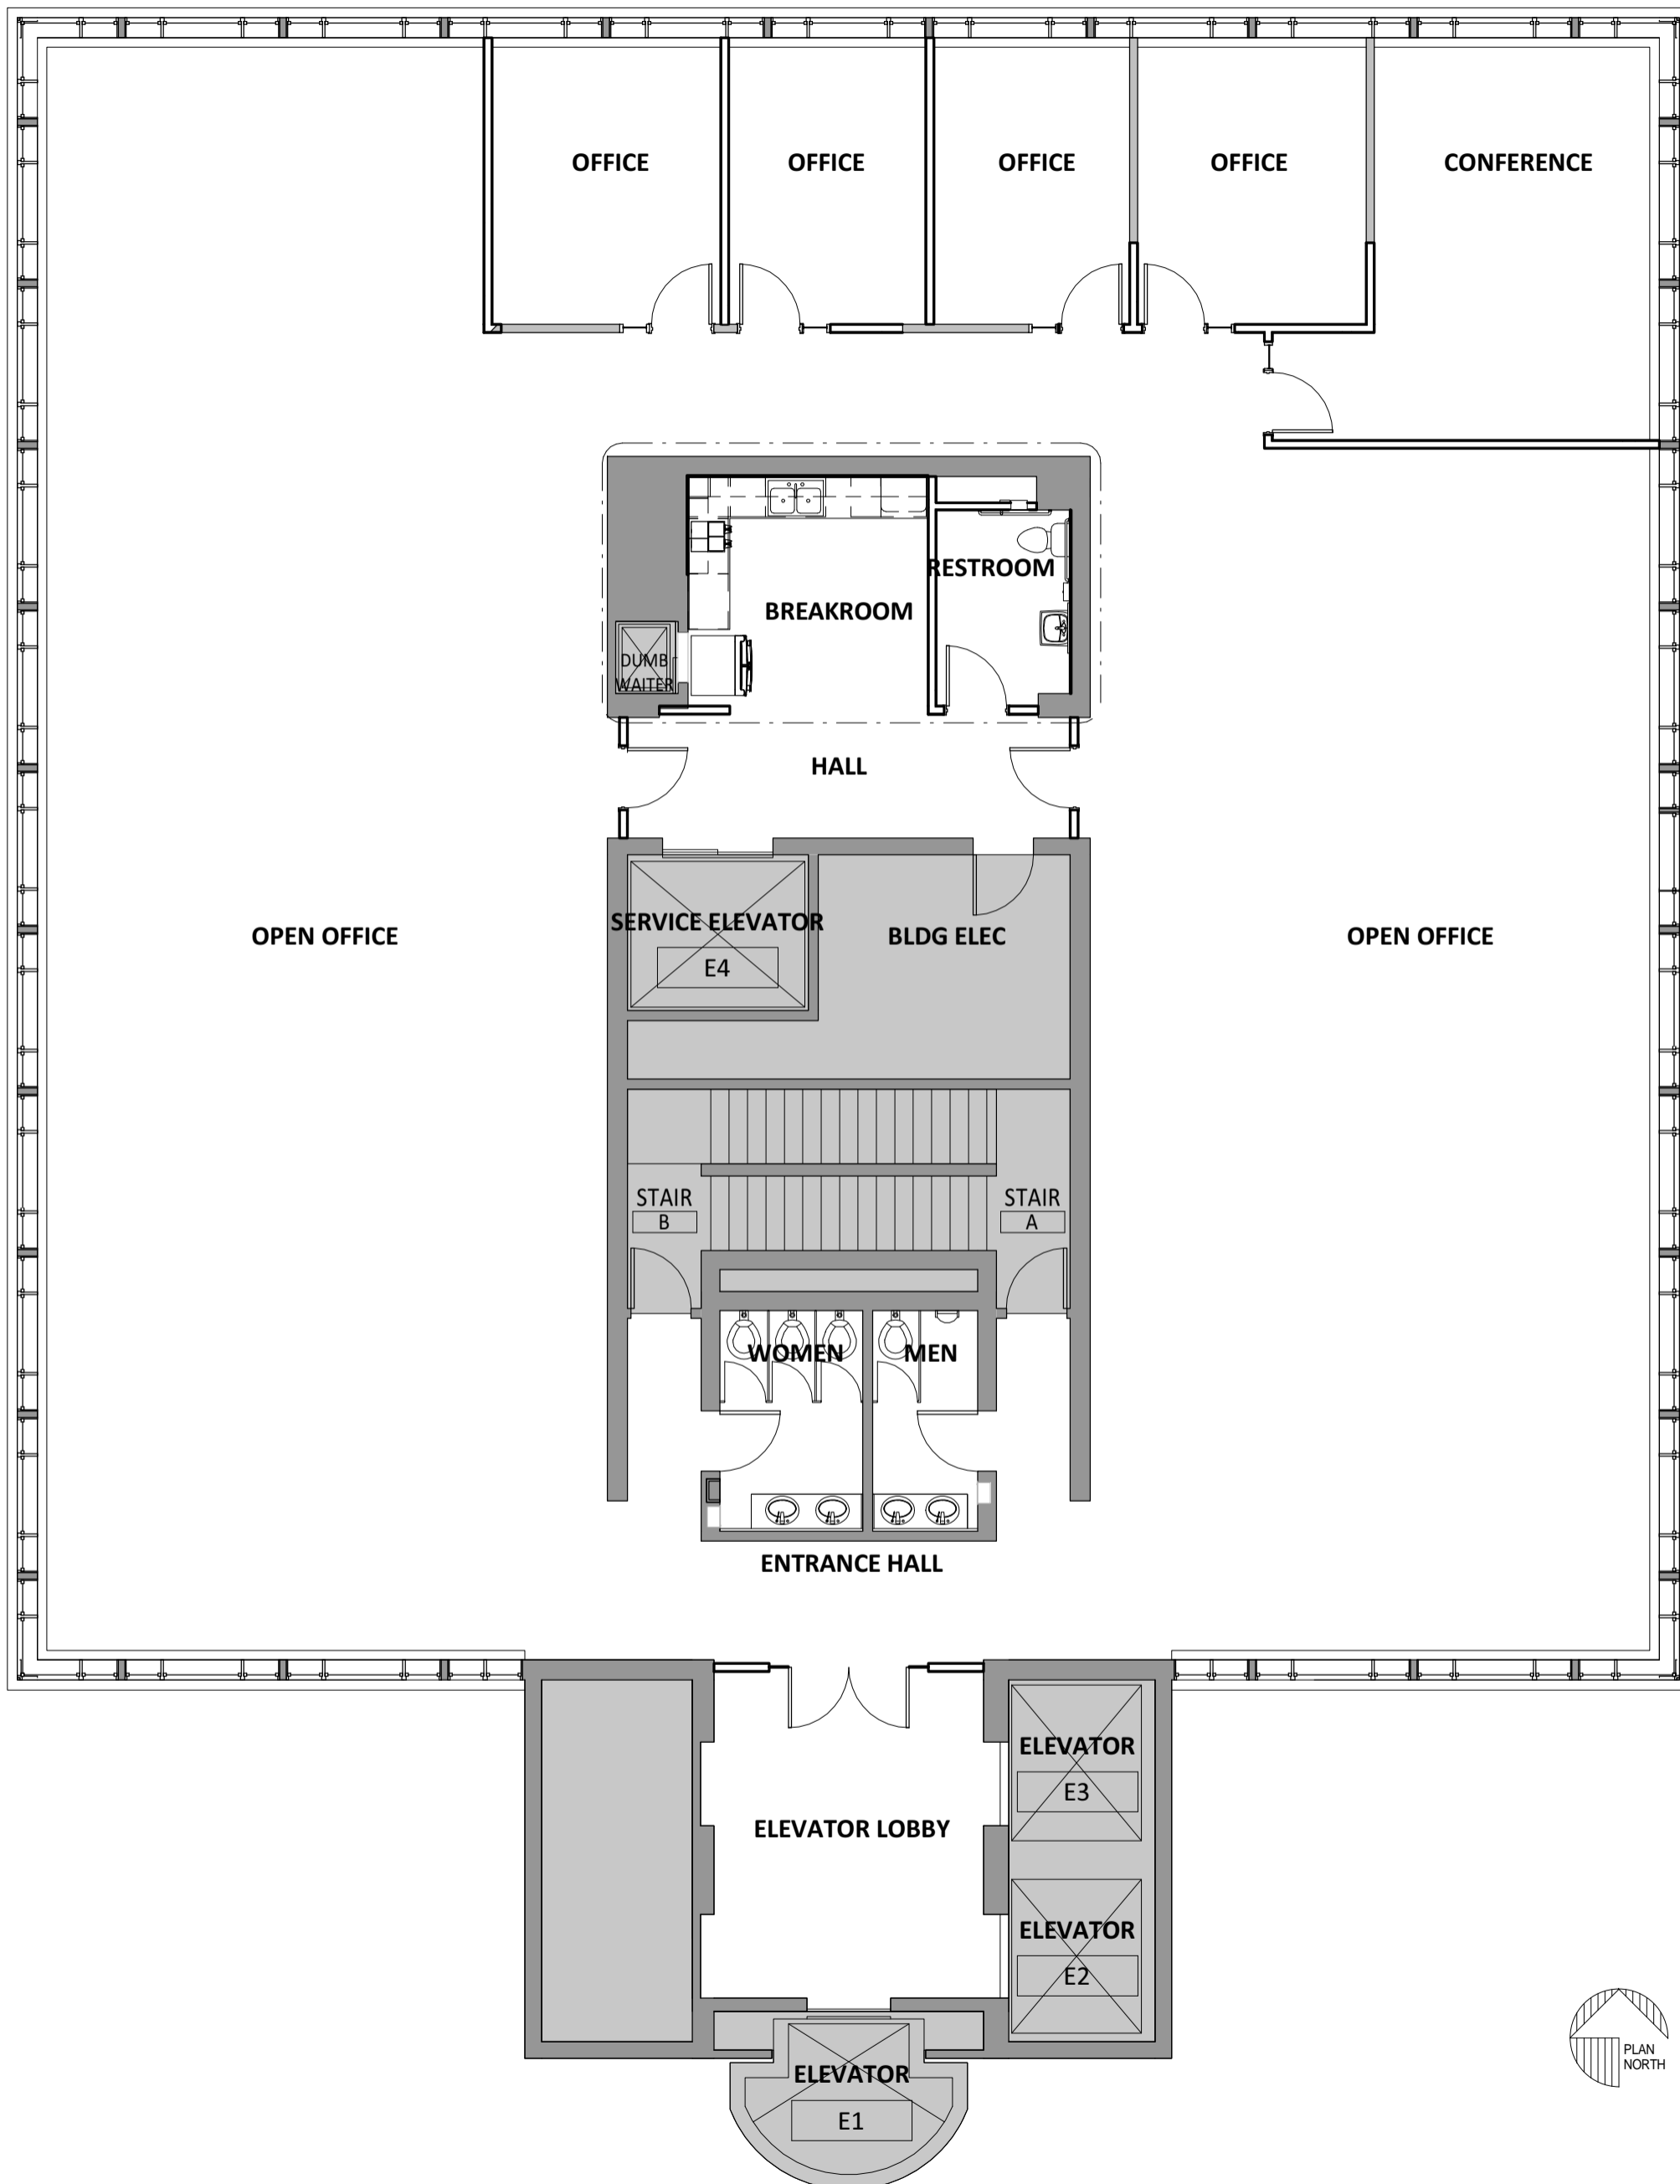 OFFICE
OFFICE
OFFICE
OFFICE
CONFERENCE
RESTROOM
BREAKROOM
DUMB
WAITER
HALL
SERVICE ELEVATOR
E4
BLDG ELEC
OPEN OFFICE
OPEN OFFICE
STAIR
B
STAIR
A
WOMEN
MEN
ENTRANCE HALL
ELEVATOR
E3
ELEVATOR LOBBY
ELEVATOR
E2
ELEVATOR
E1
PLAN
NORTH